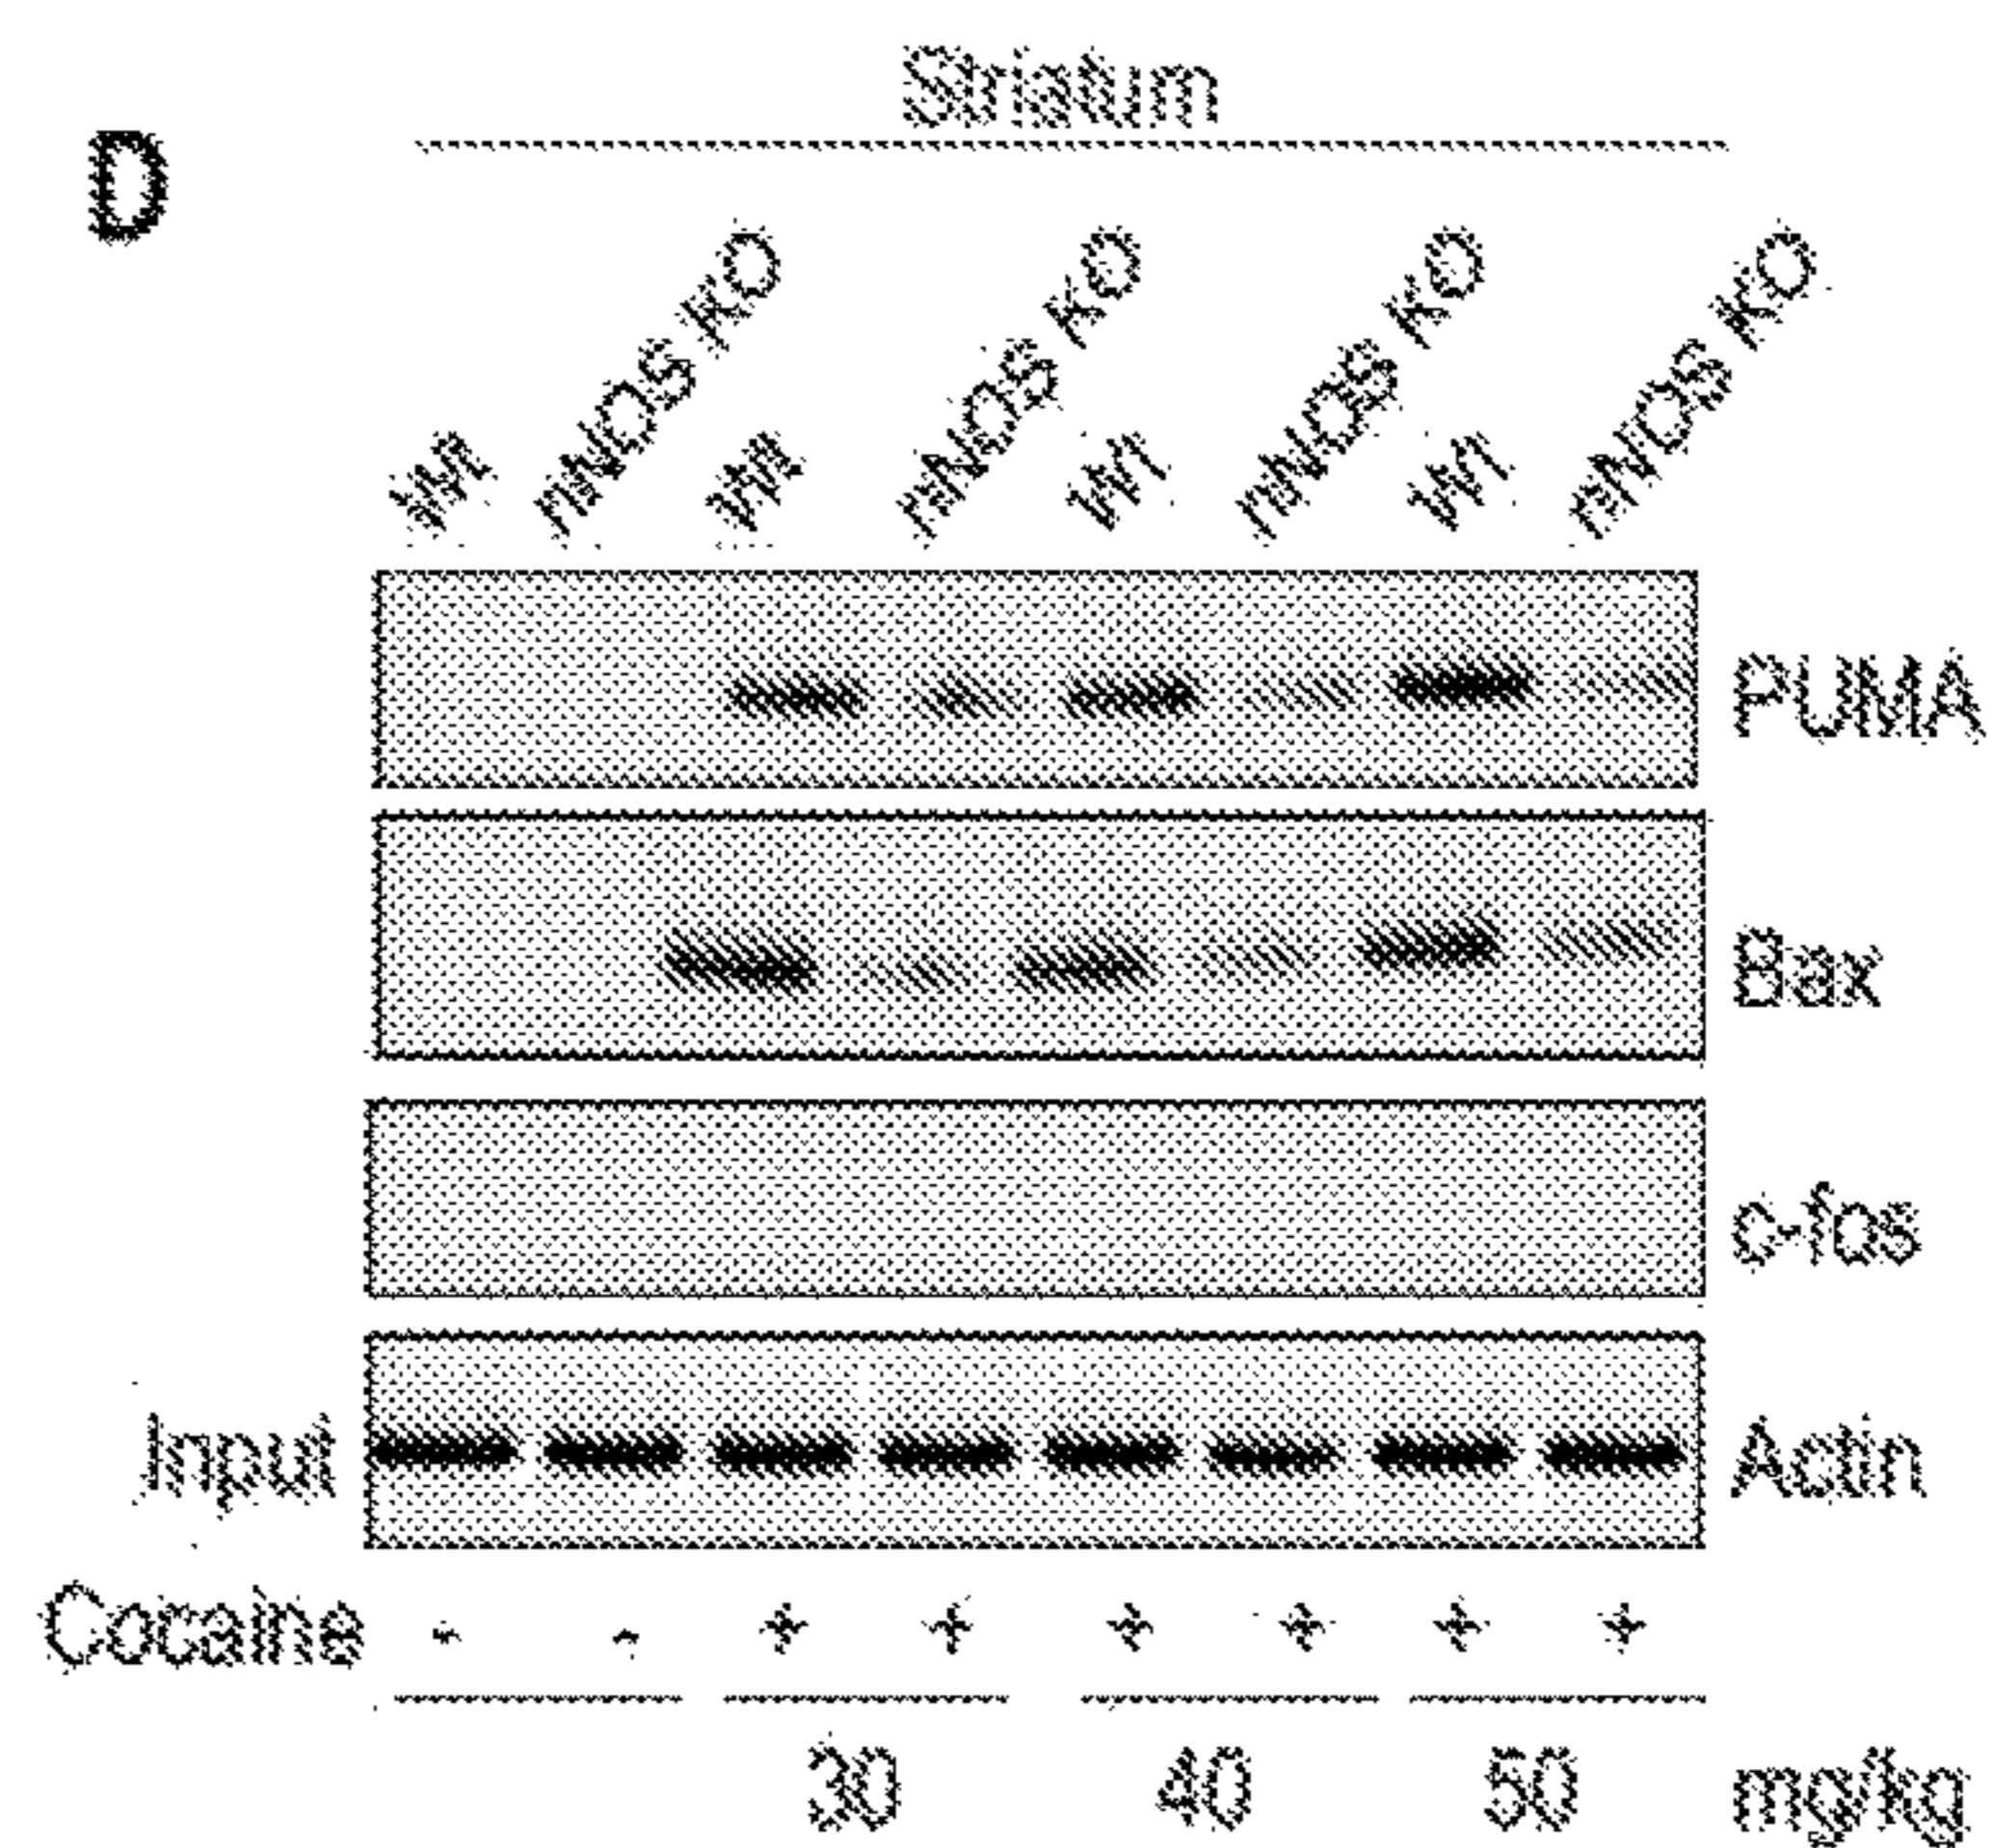 Striatum
D
Wt nNOS KO Wt nNOS KO Wt nNOS KO Wt nNOS KO
PUMA
Bax
c-fos
Input Actin
Cocaine - - + + + + + +
30 40 50 mg/kg